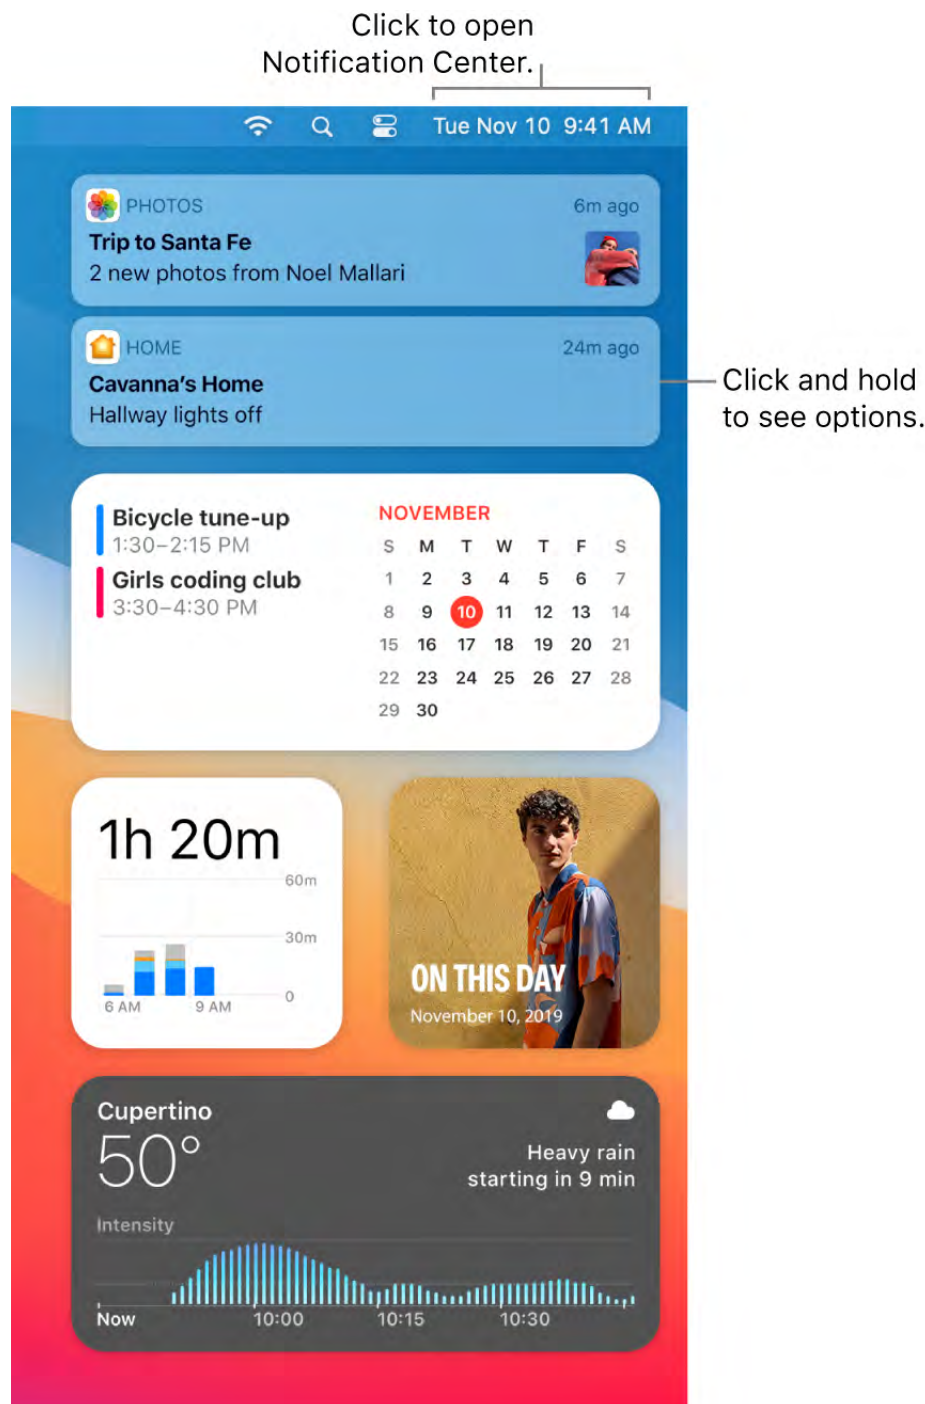 Click to open
Notification Center.
Tue Nov 10 9:41 AM
PHOTOS 6m ago
Trip to Santa Fe
2 new photos from Noel Mallari
HOME 24m ago
Cavanna’s Home
Hallway lights off
Click and hold
to see options.
Bicycle tune-up
1:30–2:15 PM
Girls coding club
3:30–4:30 PM
NOVEMBER
S M T W T F S
1 2 3 4 5 6 7
8 9 10 11 12 13 14
15 16 17 18 19 20 21
22 23 24 25 26 27 28
29 30
1h 20m
60m
30m
0
6 AM 9 AM
ON THIS DAY
November 10, 2019
Cupertino
50°
Heavy rain
starting in 9 min
Intensity
Now 10:00 10:15 10:30